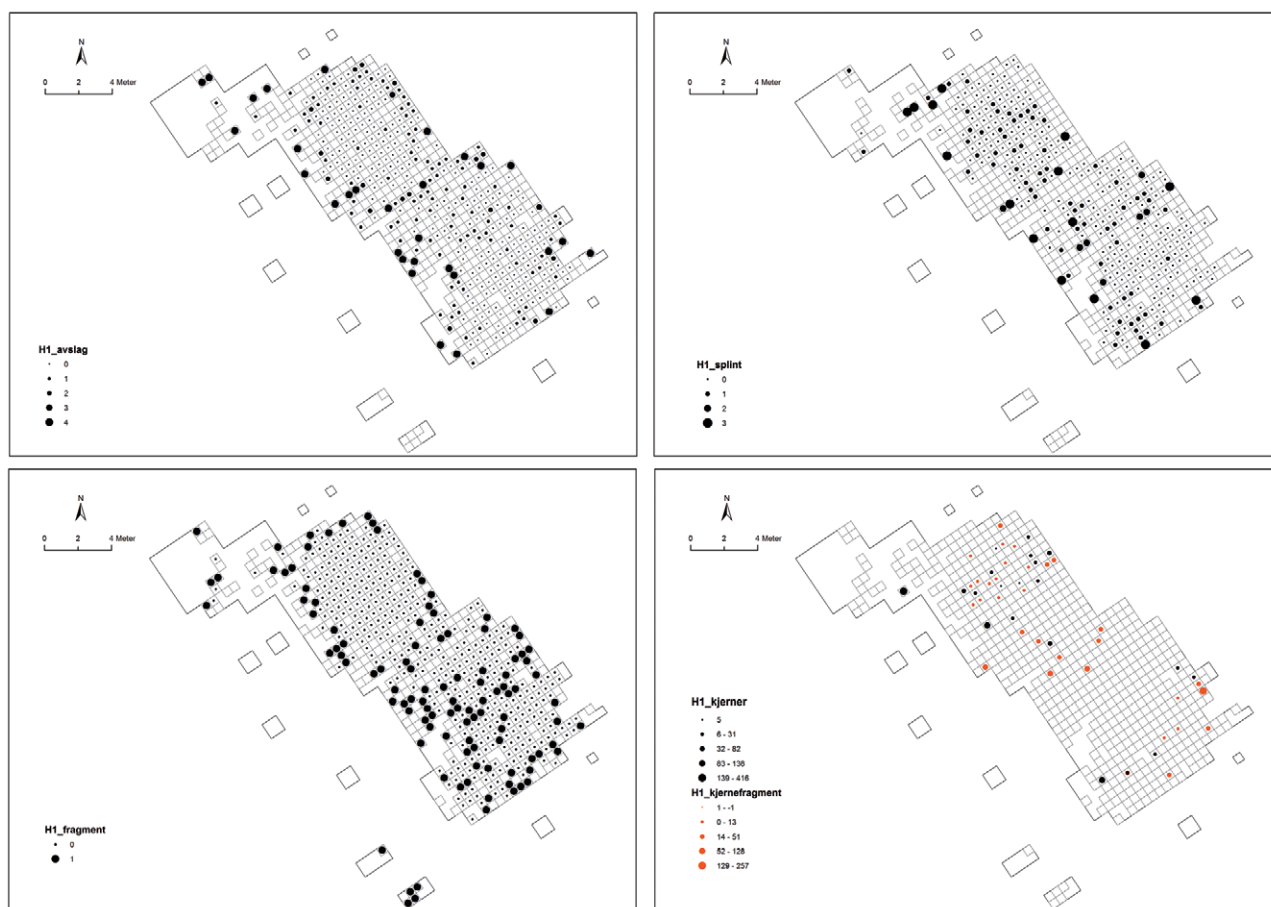 N
0 2 4 Meter
H1_avslag
0
1
2
3
4
N
0 2 4 Meter
H1_splint
0
1
2
3
N
0 2 4 Meter
H1_fragment
0
1
N
0 2 4 Meter
H1_kjerner
5
6 - 31
32 - 82
83 - 138
139 - 416
H1_kjernefragment
1 - -1
0 - 13
14 - 51
52 - 128
129 - 257